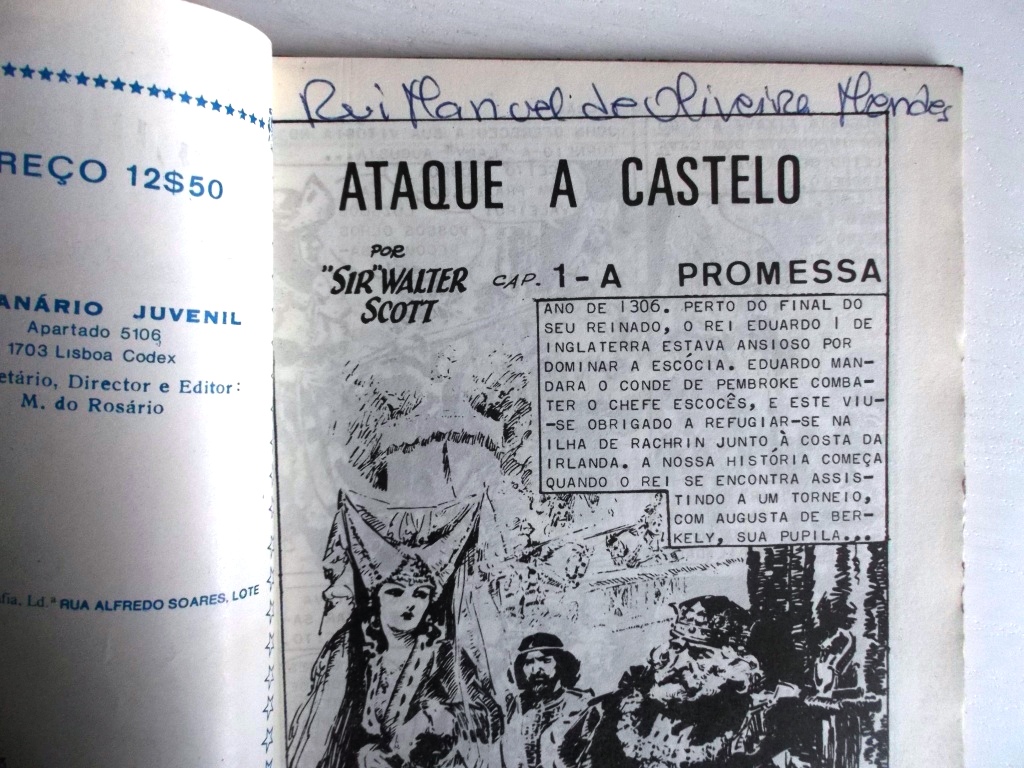 REÇO 12$50
ANÁRIO JUVENIL
Apartado 5106
1703 Lisboa Codex
etário, Director e Editor:
M. do Rosário
fia, Ld.ª RUA ALFREDO SOARES, LOTE
Rui Manuel de Oliveira Mendes
ATAQUE A CASTELO
POR
"SIR" WALTER
SCOTT
CAP. 1-A PROMESSA
ANO DE 1306. PERTO DO FINAL DO
SEU REINADO, O REI EDUARDO I DE
INGLATERRA ESTAVA ANSIOSO POR
DOMINAR A ESCÓCIA. EDUARDO MAN-
DARA O CONDE DE PEMBROKE COMBA-
TER O CHEFE ESCOCÊS, E ESTE VIU-
-SE OBRIGADO A REFUGIAR-SE NA
ILHA DE RACHRIN JUNTO À COSTA DA
IRLANDA. A NOSSA HISTÓRIA COMEÇA
QUANDO O REI SE ENCONTRA ASSIS-
TINDO A UM TORNEIO,
COM AUGUSTA DE BER-
KELY, SUA PUPILA...